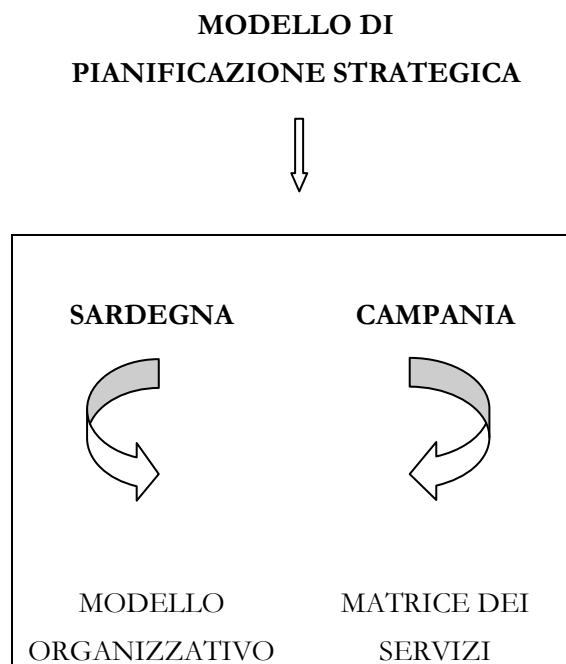 MODELLO DI
PIANIFICAZIONE STRATEGICA
SARDEGNA
CAMPANIA
MODELLO
ORGANIZZATIVO
MATRICE DEI
SERVIZI